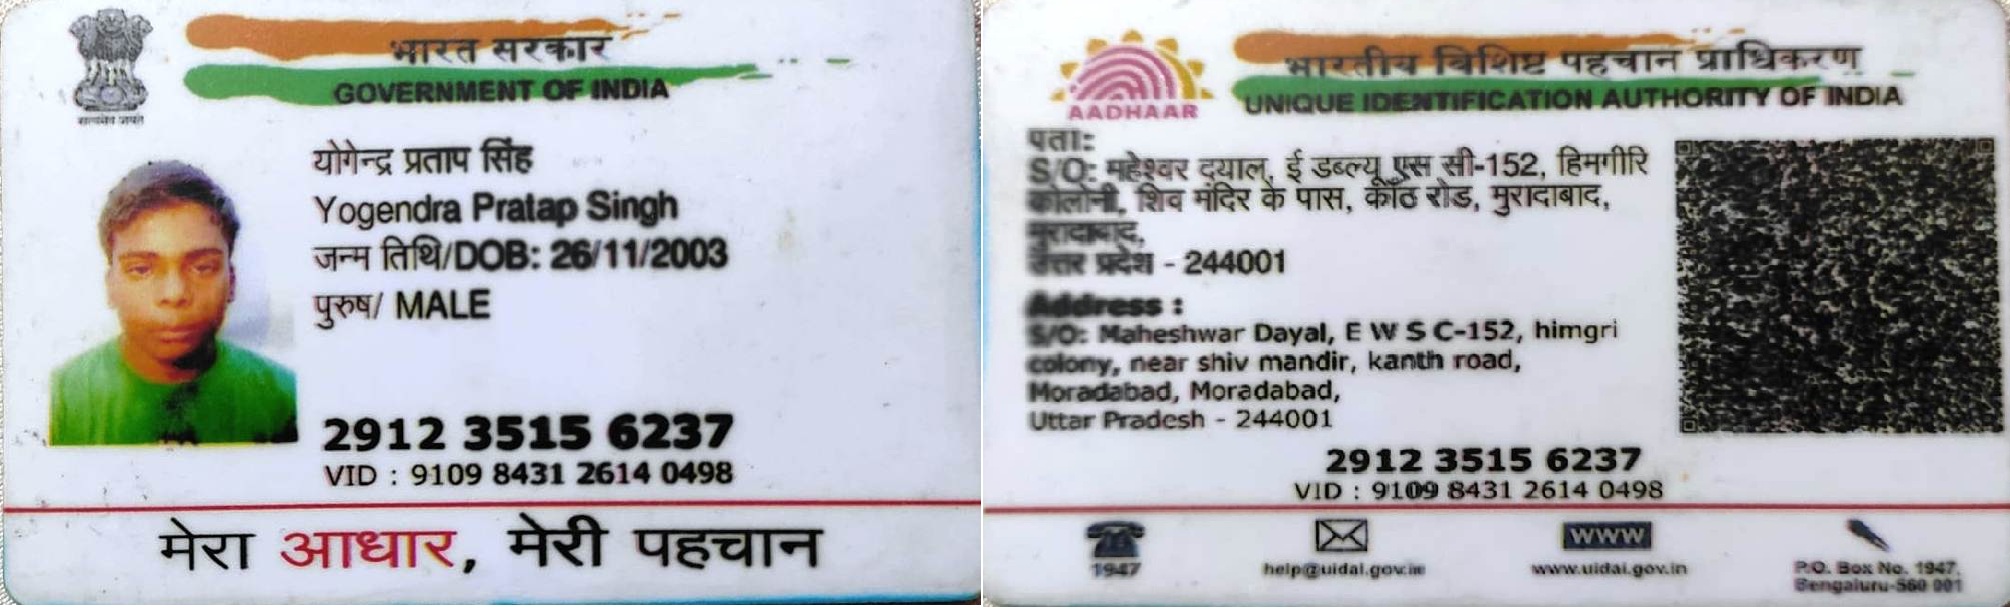 भारत सरकार
GOVERNMENT OF INDIA
सत्यमेव जयते
योगेन्द्र प्रताप सिंह
Yogendra Pratap Singh
जन्म तिथि/DOB: 26/11/2003
पुरुष/ MALE
2912 3515 6237
VID : 9109 8431 2614 0498
मेरा आधार, मेरी पहचान
भारतीय विशिष्ट पहचान प्राधिकरण
UNIQUE IDENTIFICATION AUTHORITY OF INDIA
AADHAAR
पता:
S/O: महेश्वर दयाल, ई डब्ल्यू एस सी-152, हिमगीरि
कोलोनी, शिव मंदिर के पास, काँठ रोड, मुरादाबाद,
मुरादाबाद,
उत्तर प्रदेश - 244001
Address :
S/O: Maheshwar Dayal, E W S C-152, himgri
colony, near shiv mandir, kanth road,
Moradabad, Moradabad,
Uttar Pradesh - 244001
2912 3515 6237
VID : 9109 8431 2614 0498
1947
help@uidai.gov.in
www.uidai.gov.in
WWW
P.O. Box No. 1947,
Bengaluru-560 001